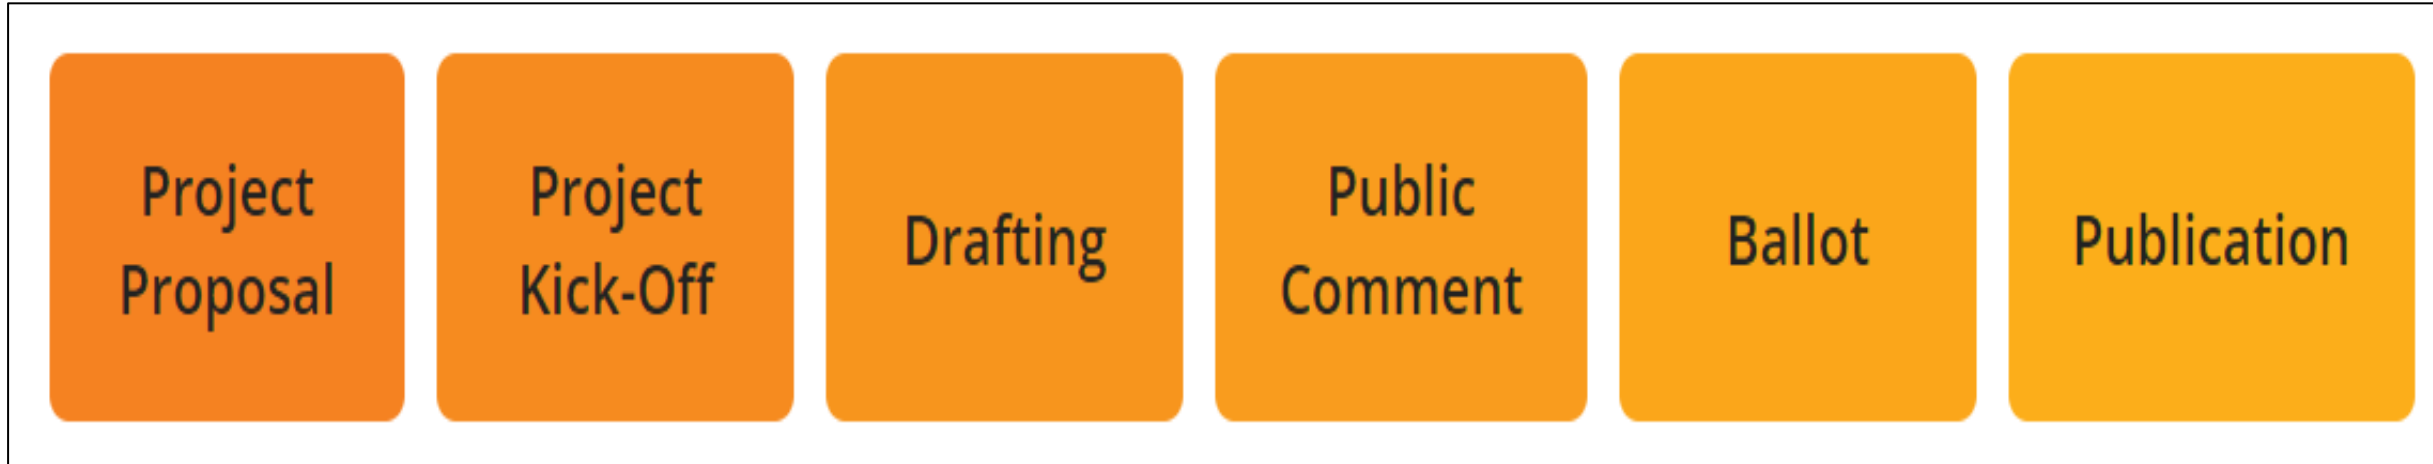 Project
Proposal
Project
Kick-Off
Drafting
Public
Comment
Ballot
Publication